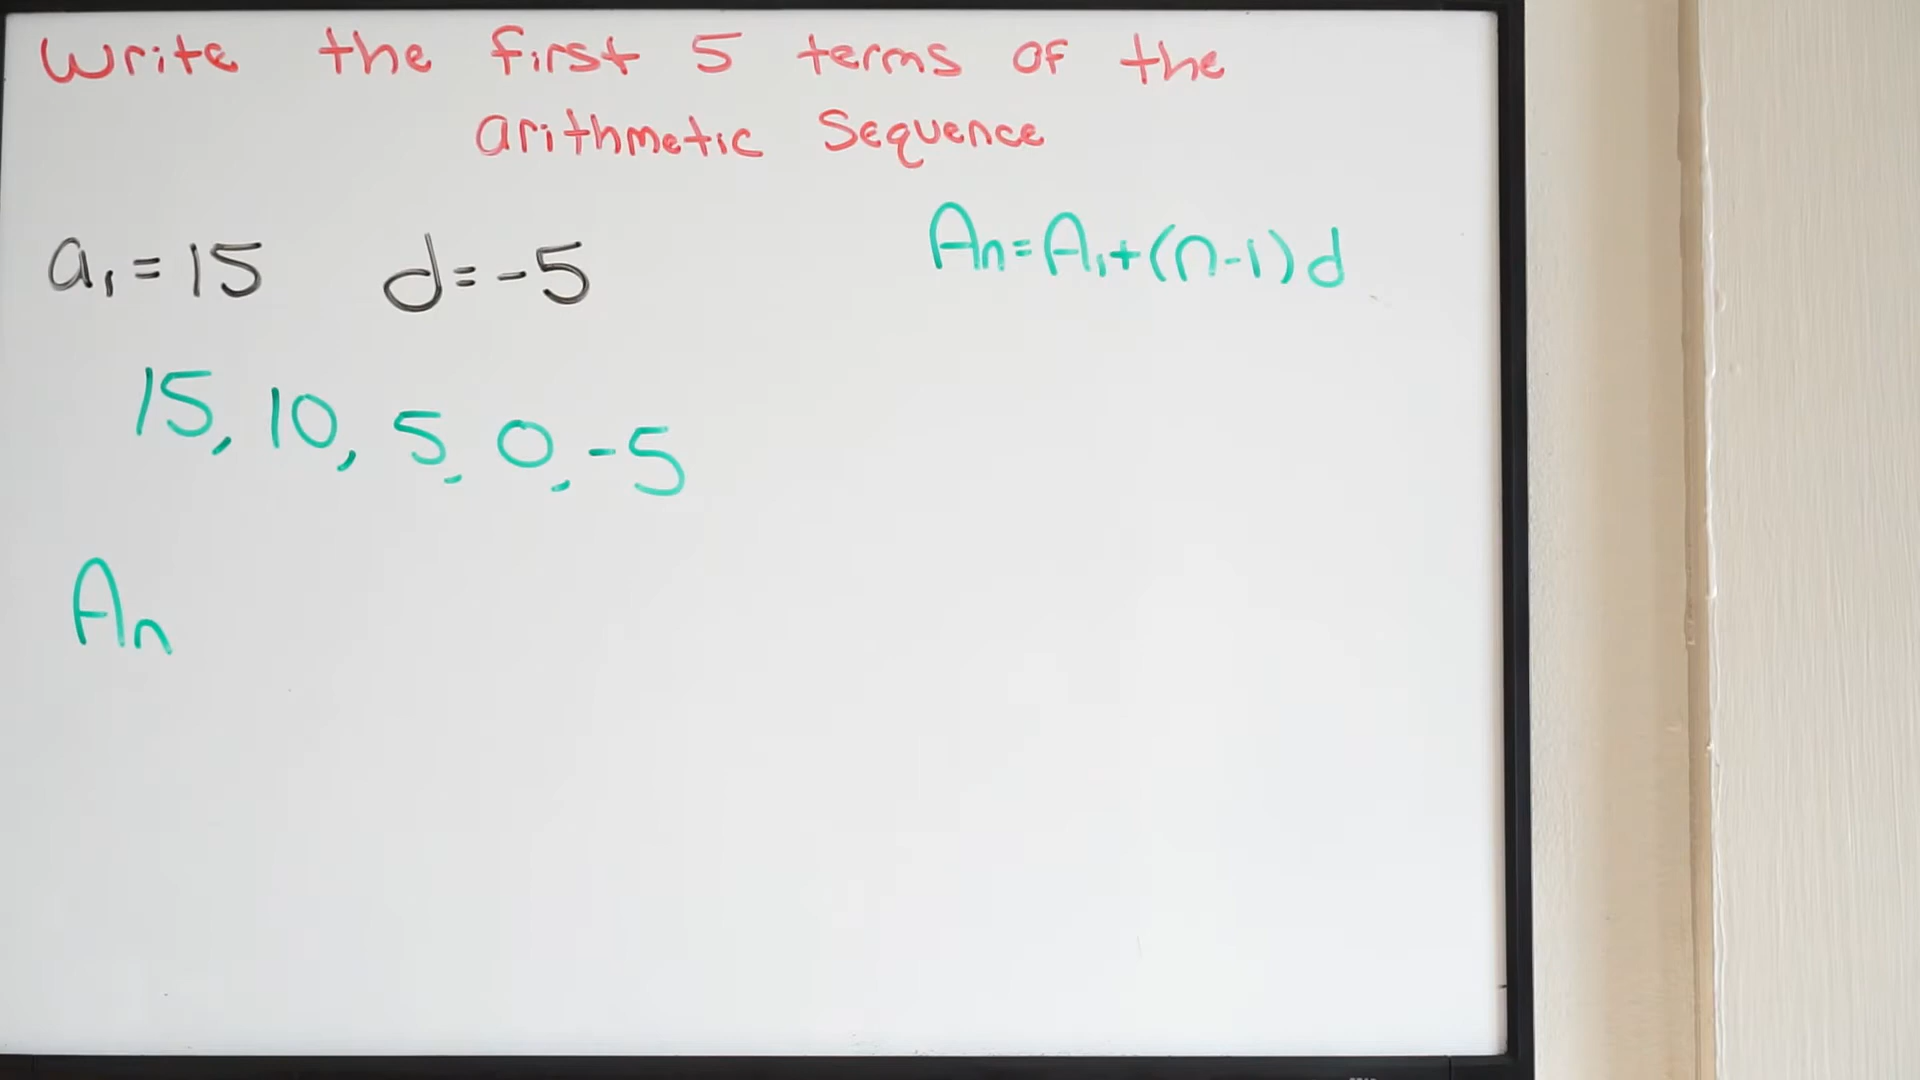 Write the first 5 terms of the
arithmetic Sequence
a₁ = 15 d = -5
An = A₁ + (n-1)d
15, 10, 5, 0, -5
An